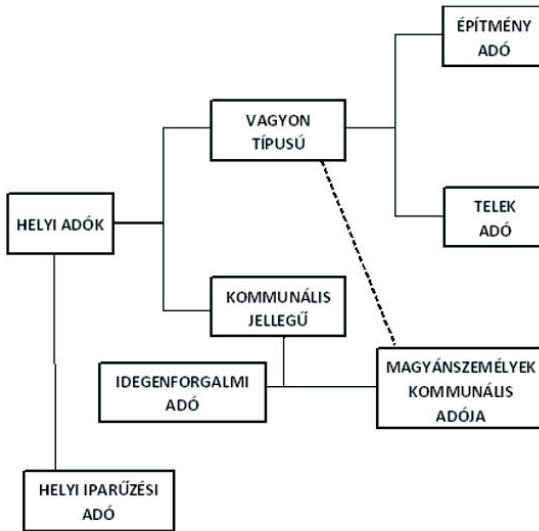 ÉPÍTMÉNY
ADÓ
VAGYON
TÍPUSÚ
TELEK
ADÓ
HELYI ADÓK
KOMMUNÁLIS
JELLEGŰ
IDEGENFORGALMI
ADÓ
MAGYÁNSZEMÉLYEK
KOMMUNÁLIS
ADÓJA
HELYI IPARŰZÉSI
ADÓ